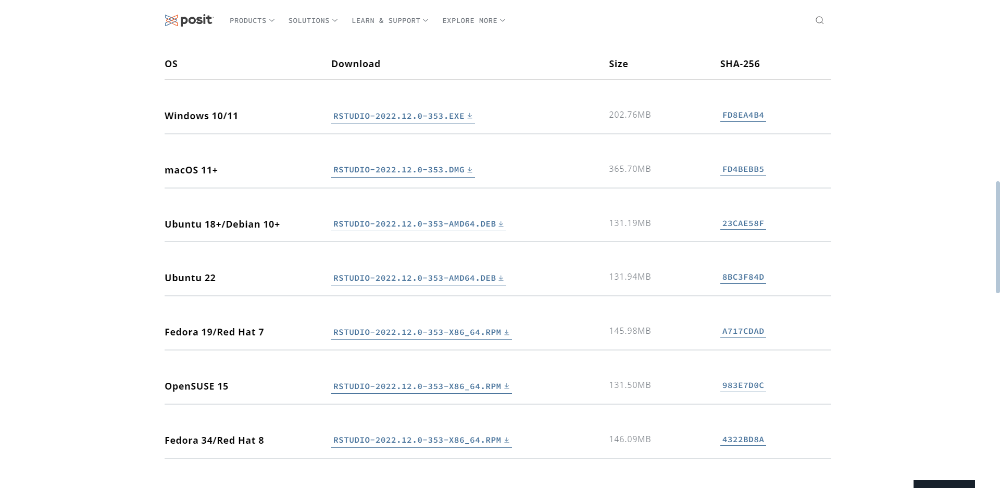 posit PRODUCTS SOLUTIONS LEARN & SUPPORT EXPLORE MORE
OS Download Size SHA-256
Windows 10/11 RSTUDIO-2022.12.0-353.EXE 202.76MB FD8EA4B4
macOS 11+ RSTUDIO-2022.12.0-353.DMG 365.70MB FD4BEBB5
Ubuntu 18+/Debian 10+ RSTUDIO-2022.12.0-353-AMD64.DEB 131.19MB 23CAE58F
Ubuntu 22 RSTUDIO-2022.12.0-353-AMD64.DEB 131.94MB 8BC3F84D
Fedora 19/Red Hat 7 RSTUDIO-2022.12.0-353-X86_64.RPM 145.98MB A717CDAD
OpenSUSE 15 RSTUDIO-2022.12.0-353-X86_64.RPM 131.50MB 983E7D0C
Fedora 34/Red Hat 8 RSTUDIO-2022.12.0-353-X86_64.RPM 146.09MB 4322BD8A